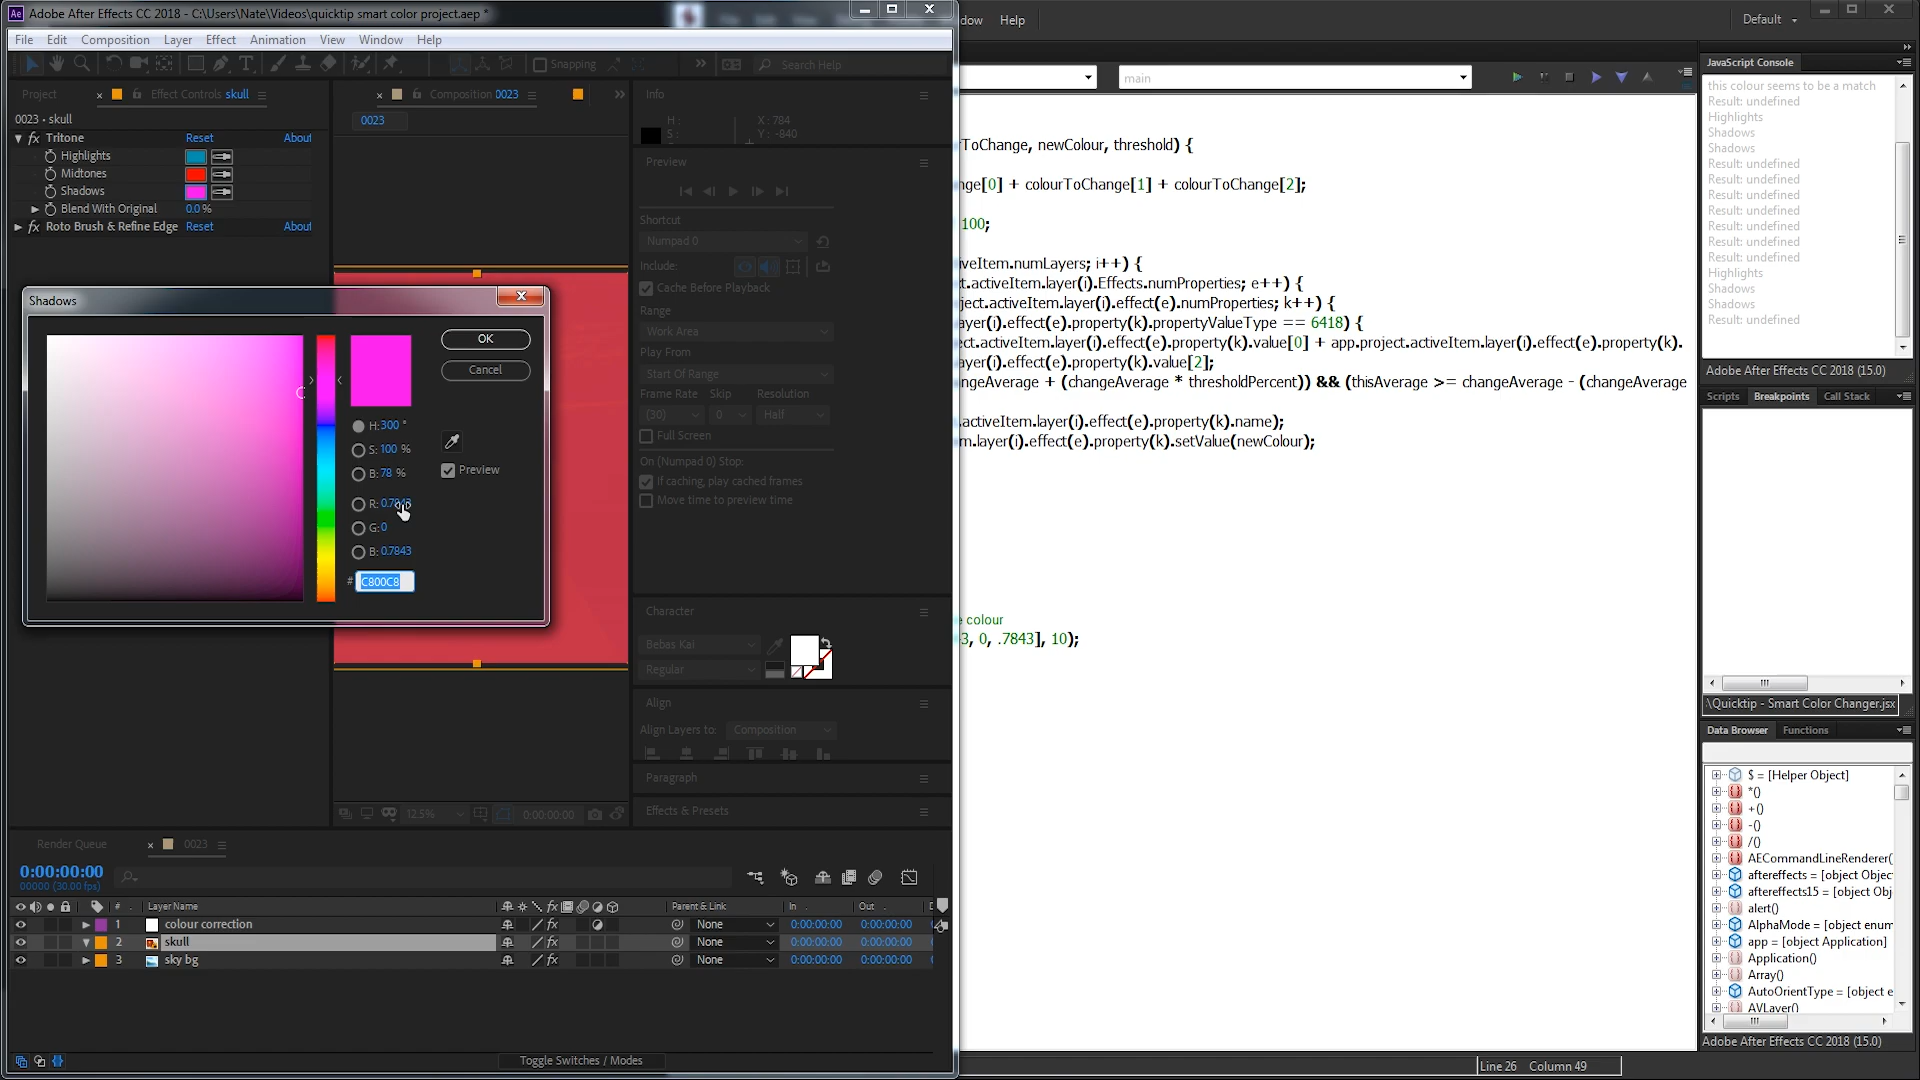 Adobe After Effects CC 2018 - C:\Users\Nate\Videos\quicktip smart color project.aep *
File Edit Composition Layer Effect Animation View Window Help
Snapping
Search Help
Project
Effect Controls skull
0023 • skull
fx Tritone Reset About
Highlights
Midtones
Shadows
Blend With Original 0.0%
fx Roto Brush & Refine Edge Reset About
Composition 0023
0023
Info
H:
S:
X: 784
Y: -840
Preview
Shortcut
Numpad 0
Include:
Cache Before Playback
Range
Work Area
Play From
Start Of Range
Frame Rate Skip Resolution
(30) 0 Half
Full Screen
On (Numpad 0) Stop:
If caching, play cached frames
Move time to preview time
Character
Bebas Kai
Regular
Align
Align Layers to: Composition
Paragraph
Effects & Presets
Shadows
OK
Cancel
Preview
H: 300 °
S: 100 %
B: 78 %
R: 0.7843
G: 0
B: 0.7843
# C800C8
12.5%
0:00:00:00
Render Queue
0023
0:00:00:00
00000 (30.00 fps)
# Layer Name Parent & Link In Out
1 colour correction None 0:00:00:00 0:00:00:00
2 skull None 0:00:00:00 0:00:00:00
3 sky bg None 0:00:00:00 0:00:00:00
Toggle Switches / Modes
dow Help
Default
main
ToChange, newColour, threshold) {
nge[0] + colourToChange[1] + colourToChange[2];
100;
iveItem.numLayers; i++) {
t.activeItem.layer(i).Effects.numProperties; e++) {
ject.activeItem.layer(i).effect(e).numProperties; k++) {
ayer(i).effect(e).property(k).propertyValueType == 6418) {
ect.activeItem.layer(i).effect(e).property(k).value[0] + app.project.activeItem.layer(i).effect(e).property(k).
ayer(i).effect(e).property(k).value[2];
ngeAverage + (changeAverage * thresholdPercent)) && (thisAverage >= changeAverage - (changeAverage
.activeItem.layer(i).effect(e).property(k).name);
m.layer(i).effect(e).property(k).setValue(newColour);
e colour
3, 0, .7843], 10);
Line 26 Column 49
JavaScript Console
this colour seems to be a match
Result: undefined
Highlights
Shadows
Shadows
Result: undefined
Result: undefined
Result: undefined
Result: undefined
Result: undefined
Result: undefined
Result: undefined
Highlights
Shadows
Shadows
Result: undefined
Adobe After Effects CC 2018 (15.0)
Scripts Breakpoints Call Stack
\Quicktip - Smart Color Changer.jsx
Data Browser Functions
$ = [Helper Object]
*()
+()
-()
/()
AECommandLineRenderer(
aftereffects = [object Objec
aftereffects15 = [object Obj
alert()
AlphaMode = [object enum
app = [object Application]
Application()
Array()
AutoOrientType = [object e
AVLayer()
Adobe After Effects CC 2018 (15.0)